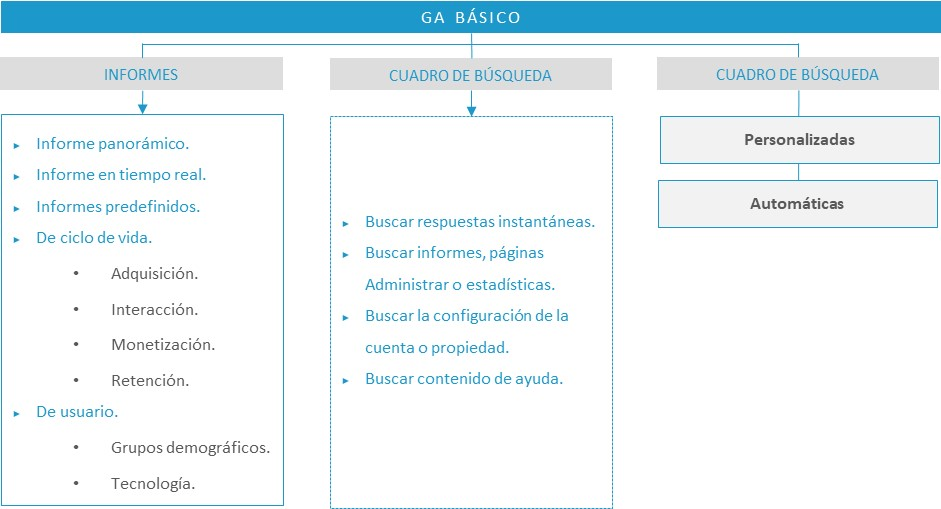 GA BÁSICO
INFORMES
Informe panorámico.
Informe en tiempo real.
Informes predefinidos.
De ciclo de vida.
Adquisición.
Interacción.
Monetización.
Retención.
De usuario.
Grupos demográficos.
Tecnología.
CUADRO DE BÚSQUEDA
Buscar respuestas instantáneas.
Buscar informes, páginas
Administrar o estadísticas.
Buscar la configuración de la
cuenta o propiedad.
Buscar contenido de ayuda.
CUADRO DE BÚSQUEDA
Personalizadas
Automáticas